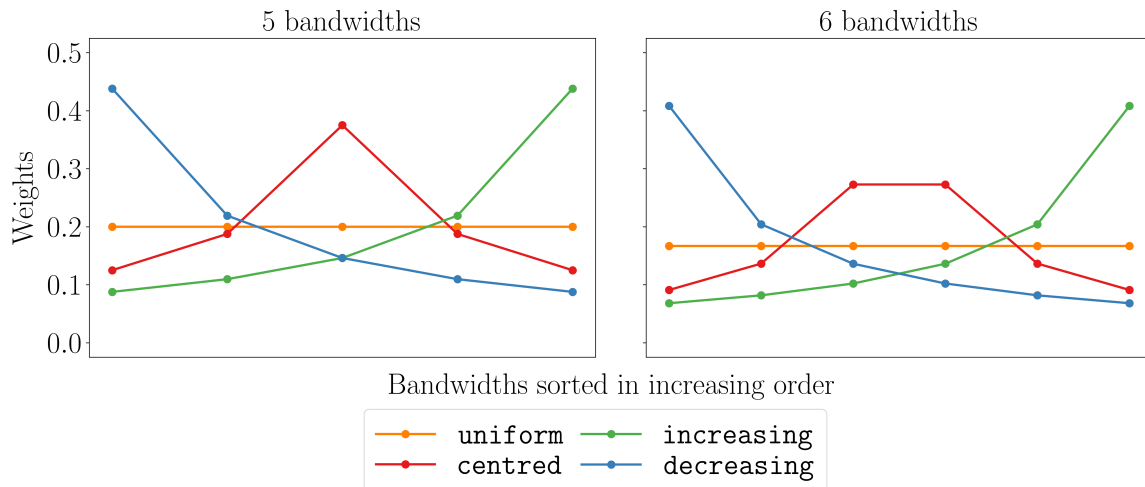 5 bandwidths
6 bandwidths
0.5
0.4
0.3
0.2
0.1
0.0
Weights
Bandwidths sorted in increasing order
uniform
increasing
centred
decreasing